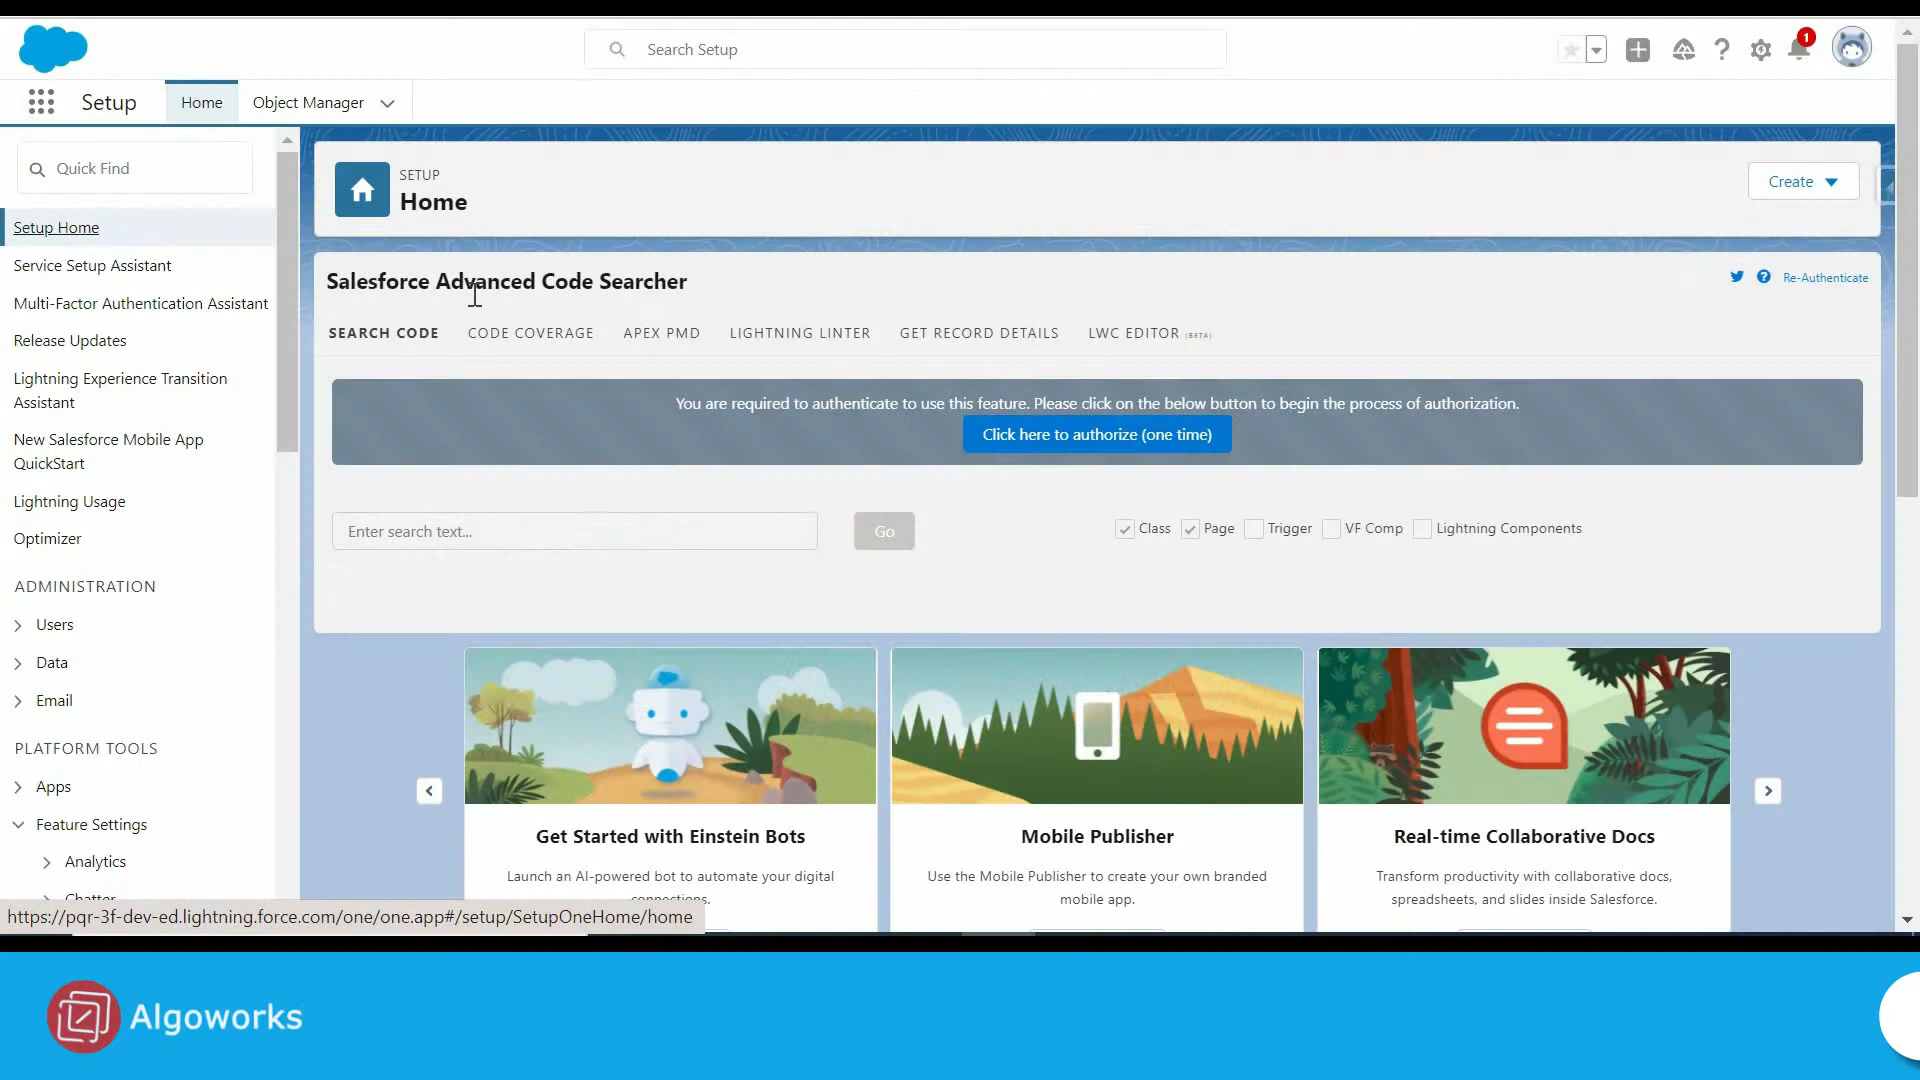 Search Setup
1
Setup
Home
Object Manager
Quick Find
Setup Home
Service Setup Assistant
Multi-Factor Authentication Assistant
Release Updates
Lightning Experience Transition
Assistant
New Salesforce Mobile App
QuickStart
Lightning Usage
Optimizer
ADMINISTRATION
Users
Data
Email
PLATFORM TOOLS
Apps
Feature Settings
Analytics
Chatter
SETUP
Home
Create
Salesforce Advanced Code Searcher
Re-Authenticate
SEARCH CODE CODE COVERAGE APEX PMD LIGHTNING LINTER GET RECORD DETAILS LWC EDITOR (BETA)
You are required to authenticate to use this feature. Please click on the below button to begin the process of authorization.
Click here to authorize (one time)
Enter search text...
Go
Class Page Trigger VF Comp Lightning Components
Get Started with Einstein Bots
Launch an AI-powered bot to automate your digital
connections.
Mobile Publisher
Use the Mobile Publisher to create your own branded
mobile app.
Real-time Collaborative Docs
Transform productivity with collaborative docs,
spreadsheets, and slides inside Salesforce.
https://pqr-3f-dev-ed.lightning.force.com/one/one.app#/setup/SetupOneHome/home
Algoworks